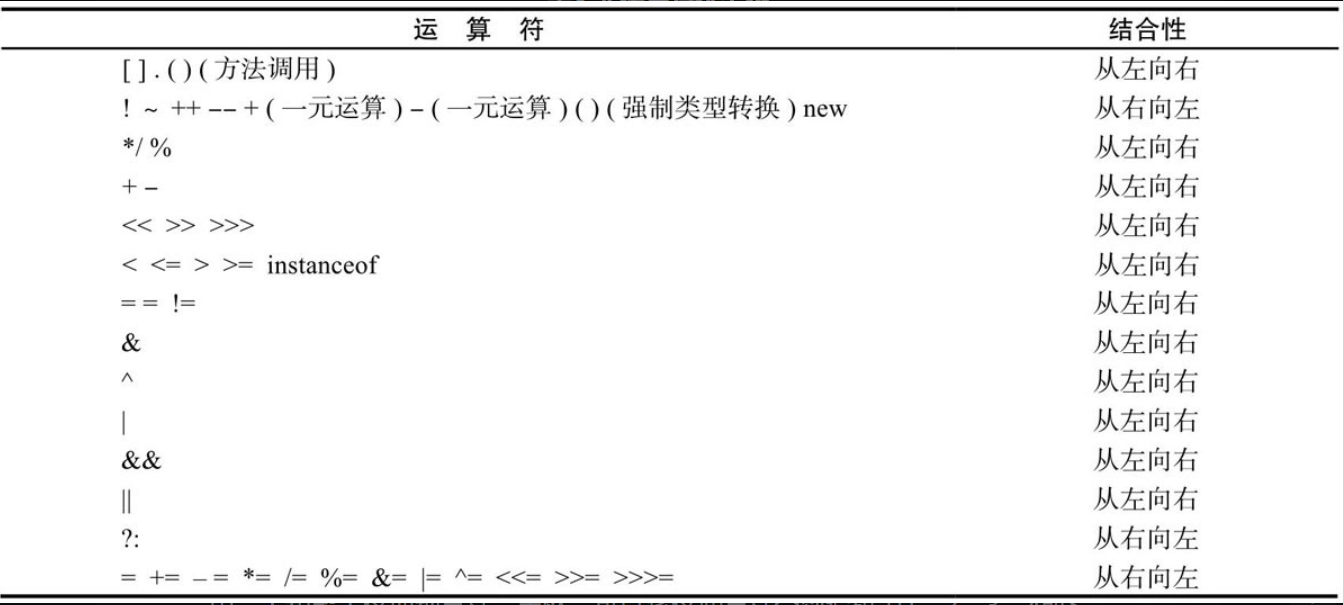 运 算 符 结合性
[ ] . ( ) ( 方法调用 ) 从左向右
! ~ ++ -- + ( 一元运算 ) – ( 一元运算 ) ( ) ( 强制类型转换 ) new 从右向左
*/ % 从左向右
+ – 从左向右
<< >> >>> 从左向右
< <= > >= instanceof 从左向右
= = != 从左向右
& 从左向右
^ 从左向右
| 从左向右
&& 从左向右
|| 从左向右
?: 从右向左
= += – = *= /= %= &= |= ^= <<= >>= >>>= 从右向左